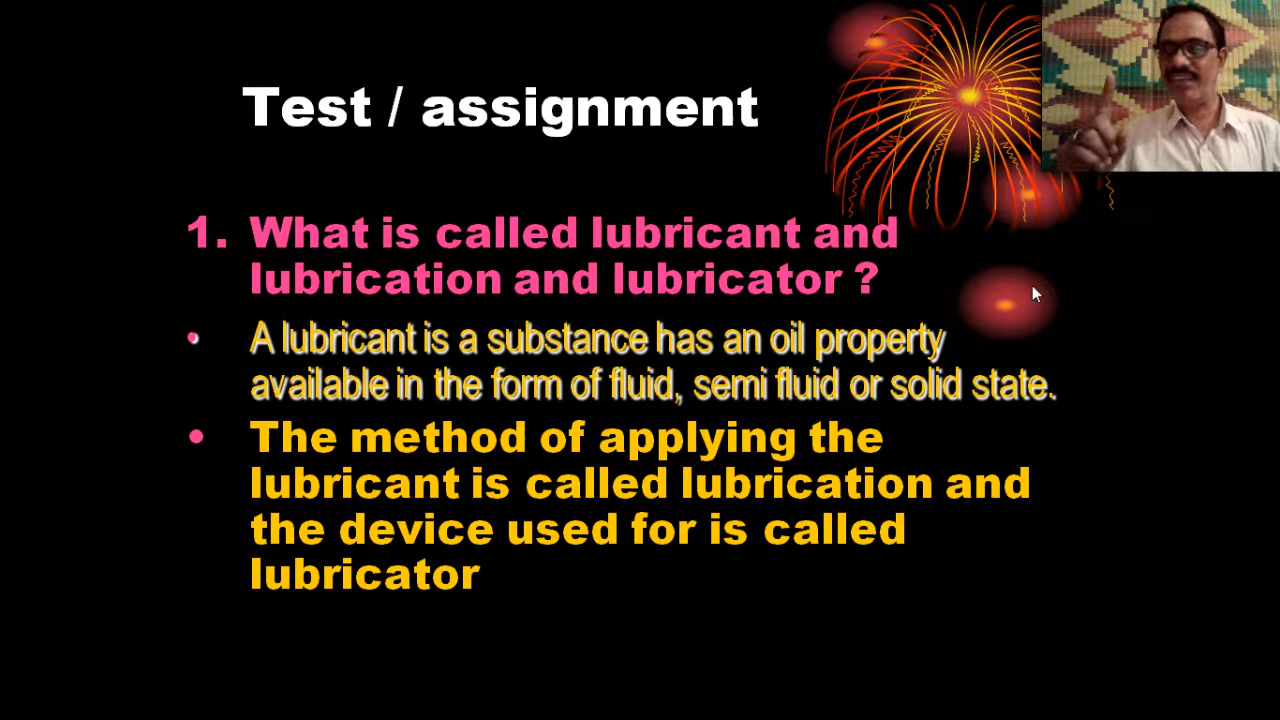 Test / assignment
1. What is called lubricant and
lubrication and lubricator ?
• A lubricant is a substance has an oil property
available in the form of fluid, semi fluid or solid state.
• The method of applying the
lubricant is called lubrication and
the device used for is called
lubricator